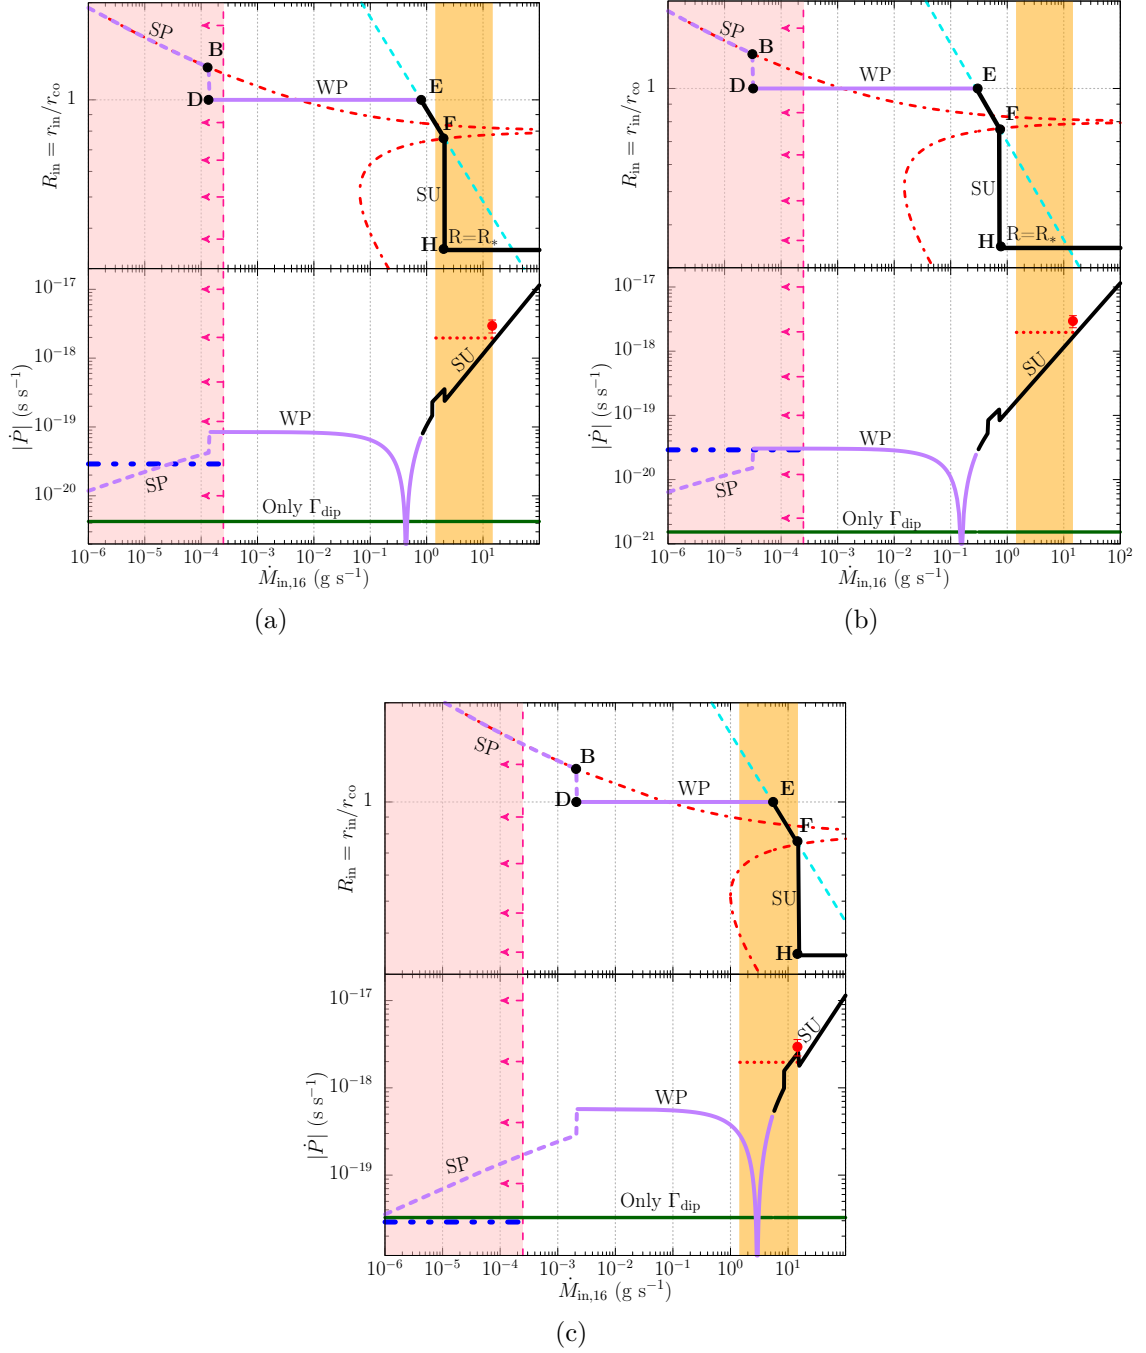 SP
B
D
WP
E
F
SU
H
R=R_*
1
R_in = r_in/r_co
10^-17
10^-18
10^-19
10^-20
|Ṗ| (s s^-1)
SP
WP
SU
Only Γ_dip
10^-6 10^-5 10^-4 10^-3 10^-2 10^-1 10^0 10^1
Ṁ_in,16 (g s^-1)
(a)
SP
B
D
WP
E
F
SU
H
R=R_*
1
R_in = r_in/r_co
10^-17
10^-18
10^-19
10^-20
10^-21
|Ṗ| (s s^-1)
SP
WP
SU
Only Γ_dip
10^-6 10^-5 10^-4 10^-3 10^-2 10^-1 10^0 10^1 10^2
Ṁ_in,16 (g s^-1)
(b)
SP
B
D
WP
E
F
SU
H
1
R_in = r_in/r_co
10^-17
10^-18
10^-19
|Ṗ| (s s^-1)
SP
WP
SU
Only Γ_dip
10^-6 10^-5 10^-4 10^-3 10^-2 10^-1 10^0 10^1
Ṁ_in,16 (g s^-1)
(c)